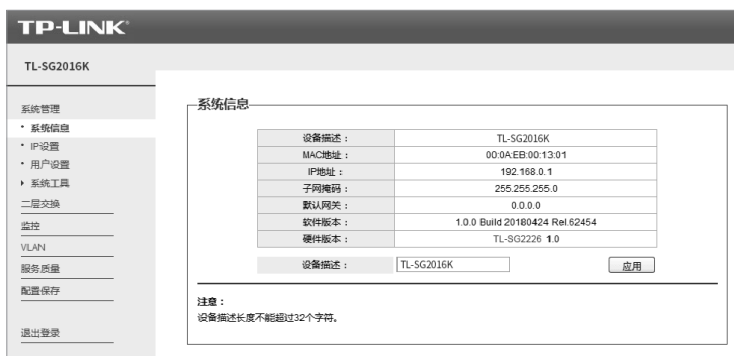 TP-LINK®
TL-SG2016K
系统管理
• 系统信息
• IP设置
• 用户设置
▸ 系统工具
二层交换
监控
VLAN
服务质量
配置保存
退出登录
系统信息
设备描述： TL-SG2016K
MAC地址： 00:0A:EB:00:13:01
IP地址： 192.168.0.1
子网掩码： 255.255.255.0
默认网关： 0.0.0.0
软件版本： 1.0.0 Build 20180424 Rel.62454
硬件版本： TL-SG2226 1.0
设备描述： TL-SG2016K 应用
注意：
设备描述长度不能超过32个字符。